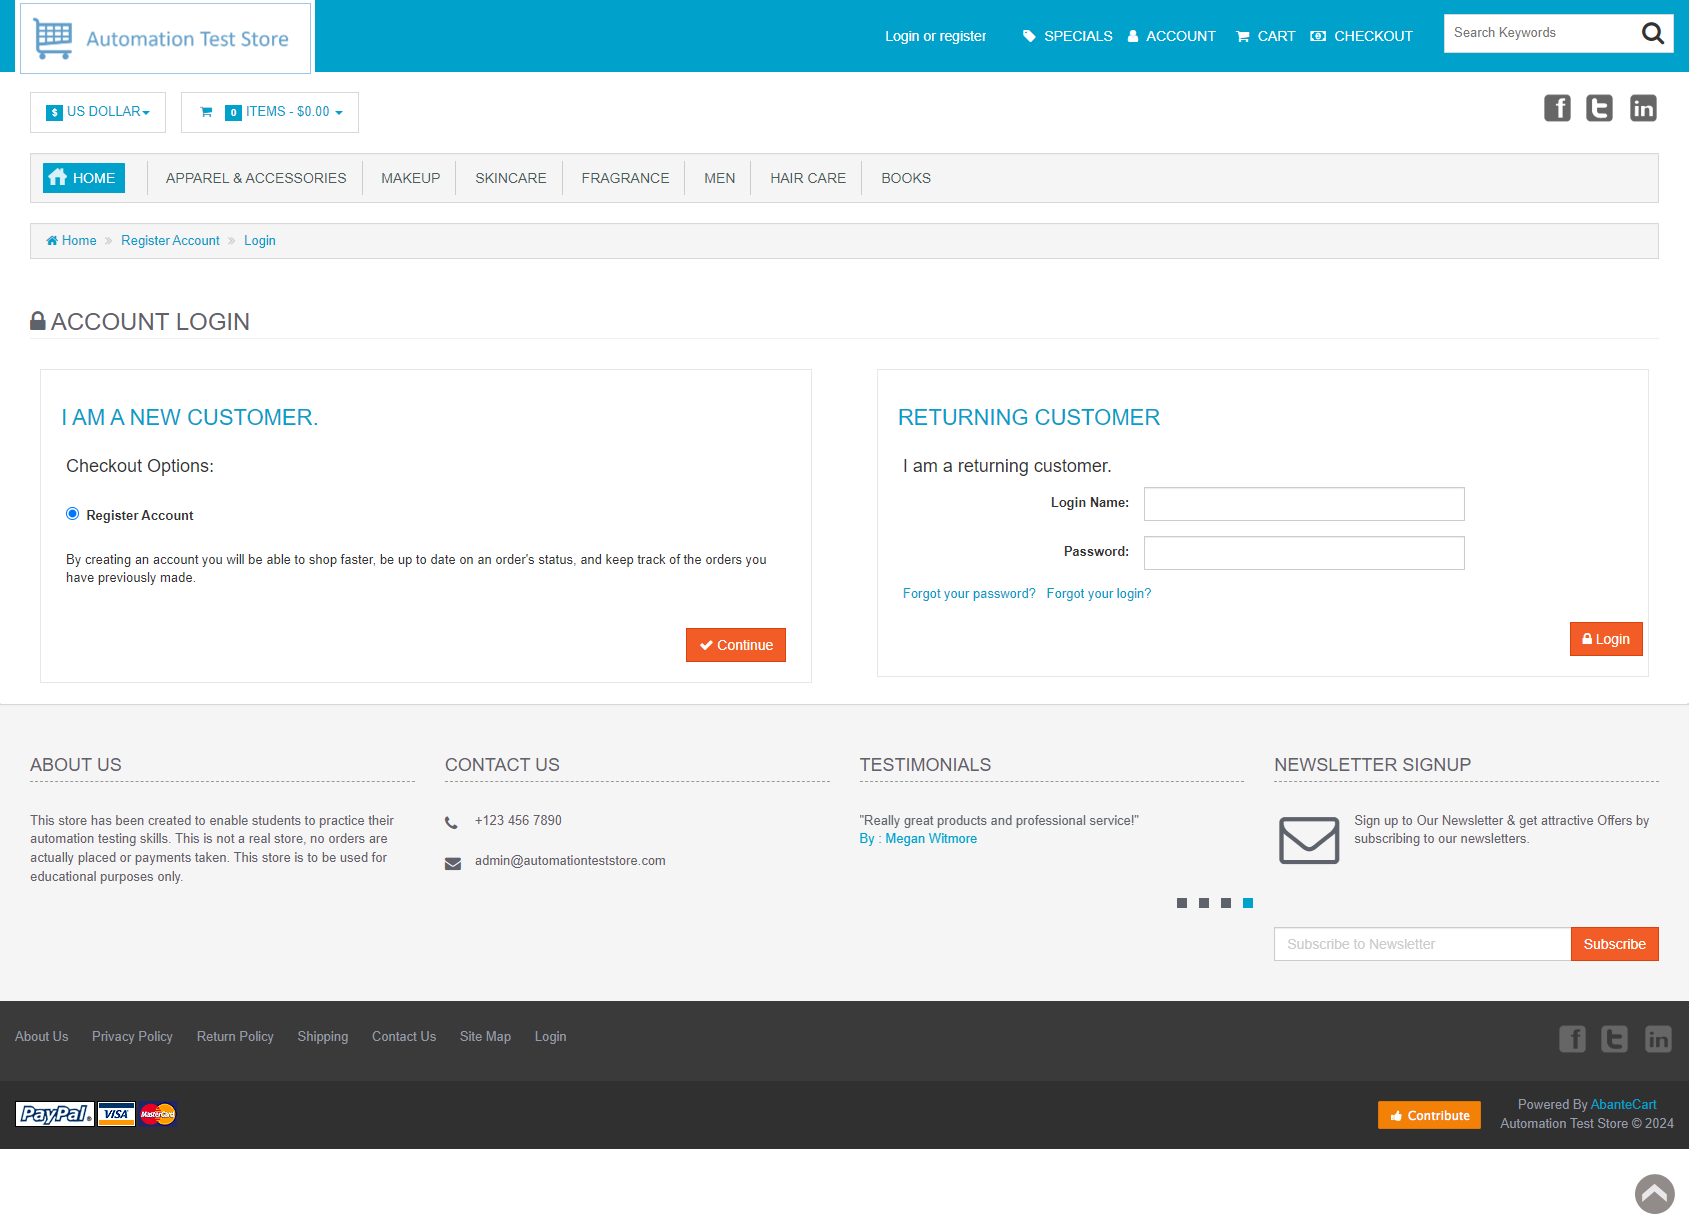 Automation Test Store
Login or register SPECIALS ACCOUNT CART CHECKOUT Search Keywords
$ US DOLLAR 0 ITEMS - $0.00
HOME APPAREL & ACCESSORIES MAKEUP SKINCARE FRAGRANCE MEN HAIR CARE BOOKS
Home » Register Account » Login
ACCOUNT LOGIN
I AM A NEW CUSTOMER.
Checkout Options:
Register Account
By creating an account you will be able to shop faster, be up to date on an order's status, and keep track of the orders you
have previously made.
Continue
RETURNING CUSTOMER
I am a returning customer.
Login Name:
Password:
Forgot your password? Forgot your login?
Login
ABOUT US
This store has been created to enable students to practice their
automation testing skills. This is not a real store, no orders are
actually placed or payments taken. This store is to be used for
educational purposes only.
CONTACT US
+123 456 7890
admin@automationteststore.com
TESTIMONIALS
"Really great products and professional service!"
By : Megan Witmore
NEWSLETTER SIGNUP
Sign up to Our Newsletter & get attractive Offers by
subscribing to our newsletters.
Subscribe to Newsletter Subscribe
About Us Privacy Policy Return Policy Shipping Contact Us Site Map Login
PayPal VISA MasterCard
Contribute
Powered By AbanteCart
Automation Test Store © 2024